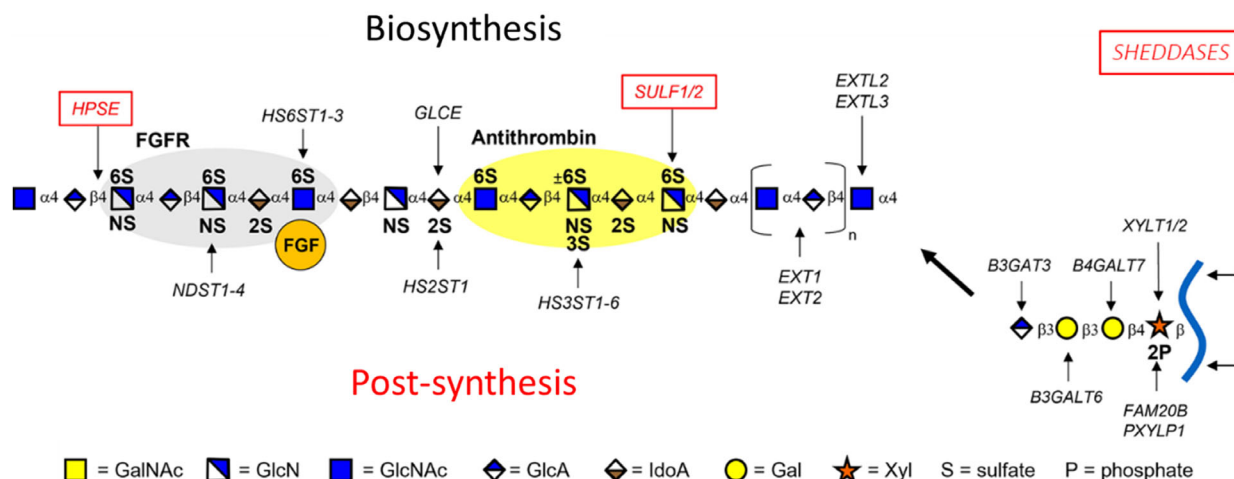 Biosynthesis
SHEDDASES
HPSE
HS6ST1-3
GLCE
SULF1/2
EXTL2
EXTL3
FGFR
Antithrombin
6S 6S 6S 6S ±6S 6S
α4 β4 α4 α4 α4 α4 α4 β4 α4 α4 α4 β4 α4 α4 α4 α4 α4 β4 α4
NS NS 2S NS 2S NS 2S NS n
3S
FGF
NDST1-4
HS2ST1
HS3ST1-6
EXT1
EXT2
XYLT1/2
B3GAT3
B4GALT7
β3 β3 β4 β
2P
B3GALT6
FAM20B
PXYLP1
Post-synthesis
= GalNAc = GlcN = GlcNAc = GlcA = IdoA = Gal = Xyl S = sulfate P = phosphate